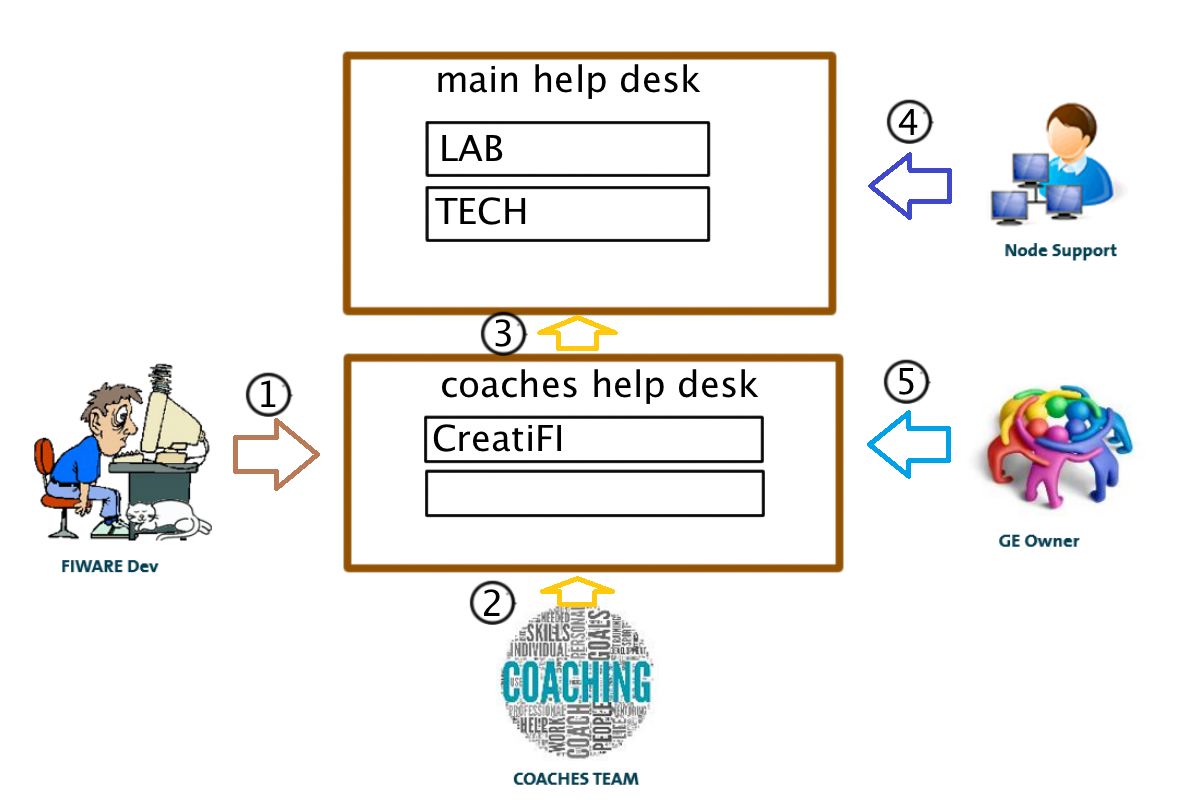 main help desk
LAB
TECH
4
Node Support
3
coaches help desk
CreatiFI
1
FIWARE Dev
5
GE Owner
2
NEEDED
SKILLS
INDIVIDUAL
PERSONAL
GOALS
TRAINING
COACHING
USE
PROFESSIONAL
HELP
WORK
COACH
PEOPLE
LIFE
COACHES TEAM